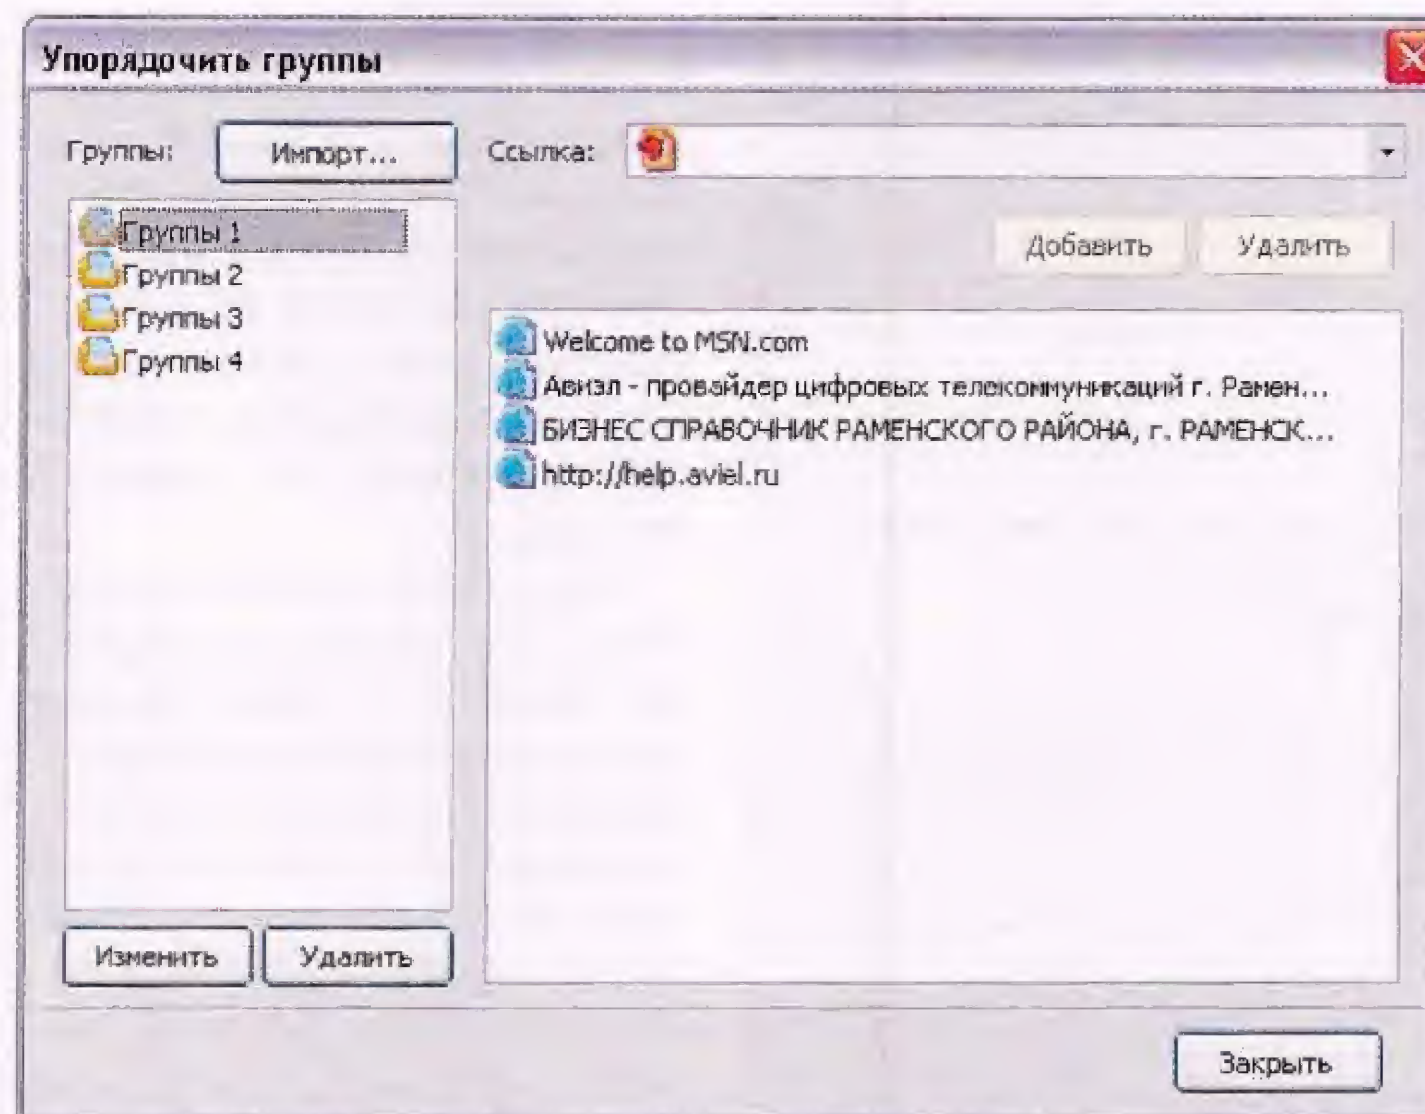 Упорядочить группы
Группы: Импорт... Ссылка:
Группы 1
Группы 2
Группы 3
Группы 4
Добавить Удалить
Welcome to MSN.com
Авиэл - провайдер цифровых телекоммуникаций г. Рамен...
БИЗНЕС СПРАВОЧНИК РАМЕНСКОГО РАЙОНА, г. РАМЕНСК...
http://help.aviel.ru
Изменить Удалить
Закрыть